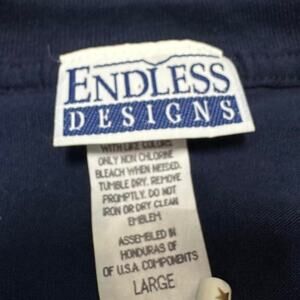 ENDLESS
DESIGNS
WITH LIKE COLORS
ONLY NON CHLORINE
BLEACH WHEN NEEDED.
TUMBLE DRY. REMOVE
PROMPTLY. DO NOT
IRON OR DRY CLEAN
EMBLEM.
ASSEMBLED IN
HONDURAS OF
OF U.S.A. COMPONENTS
LARGE